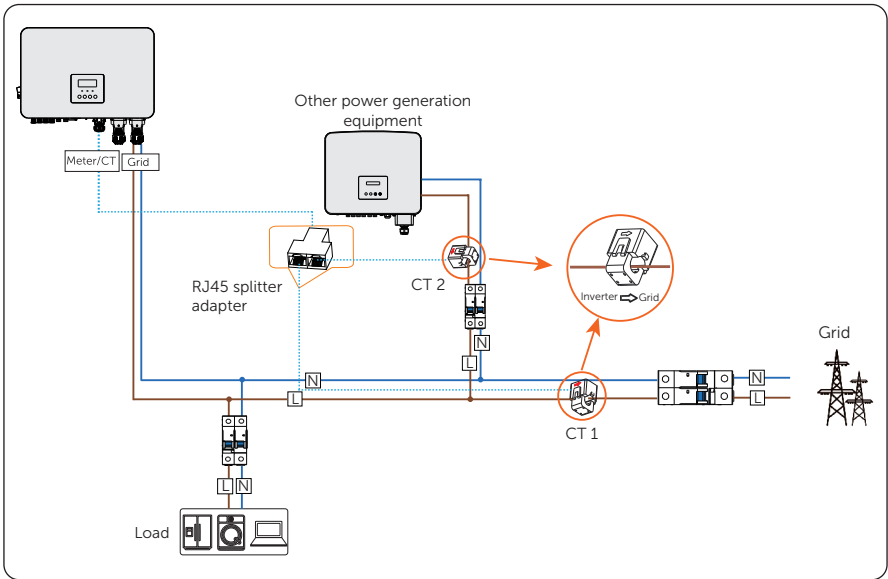 Other power generation
equipment
Meter/CT
Grid
RJ45 splitter
adapter
CT 2
Inverter
Grid
Grid
N
L
N
L
N
L
CT 1
L
N
Load